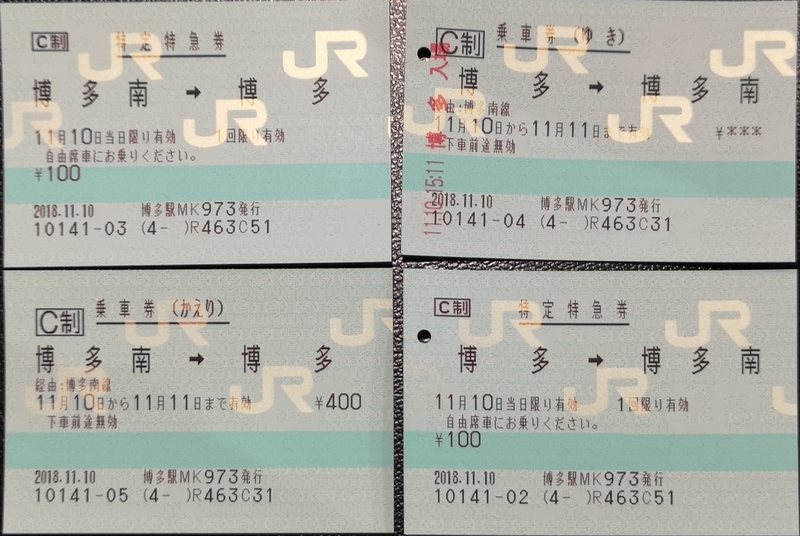 C制 特定特急券
博多南 → 博多
11月10日当日限り有効 1回限り有効
自由席車にお乗りください。
¥100
2018.11.10 博多駅MK973発行
10141-03 (4- )R463C51
C制 乗車券(ゆき)
博多 → 博多南
由:博多南線
11月10日から11月11日まで有効 ¥***
下車前途無効
2018.11.10 博多駅MK973発行
10141-04 (4- )R463C31
11.10-15:11 博多 入場
C制 乗車券(かえり)
博多南 → 博多
経由:博多南線
11月10日から11月11日まで有効 ¥400
下車前途無効
2018.11.10 博多駅MK973発行
10141-05 (4- )R463C31
C制 特定特急券
博多 → 博多南
11月10日当日限り有効 1回限り有効
自由席車にお乗りください。
¥100
2018.11.10 博多駅MK973発行
10141-02 (4- )R463C51